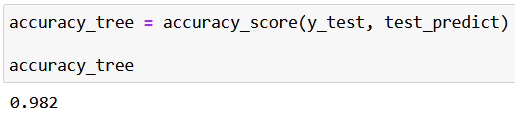 accuracy_tree = accuracy_score(y_test, test_predict)
accuracy_tree
0.982